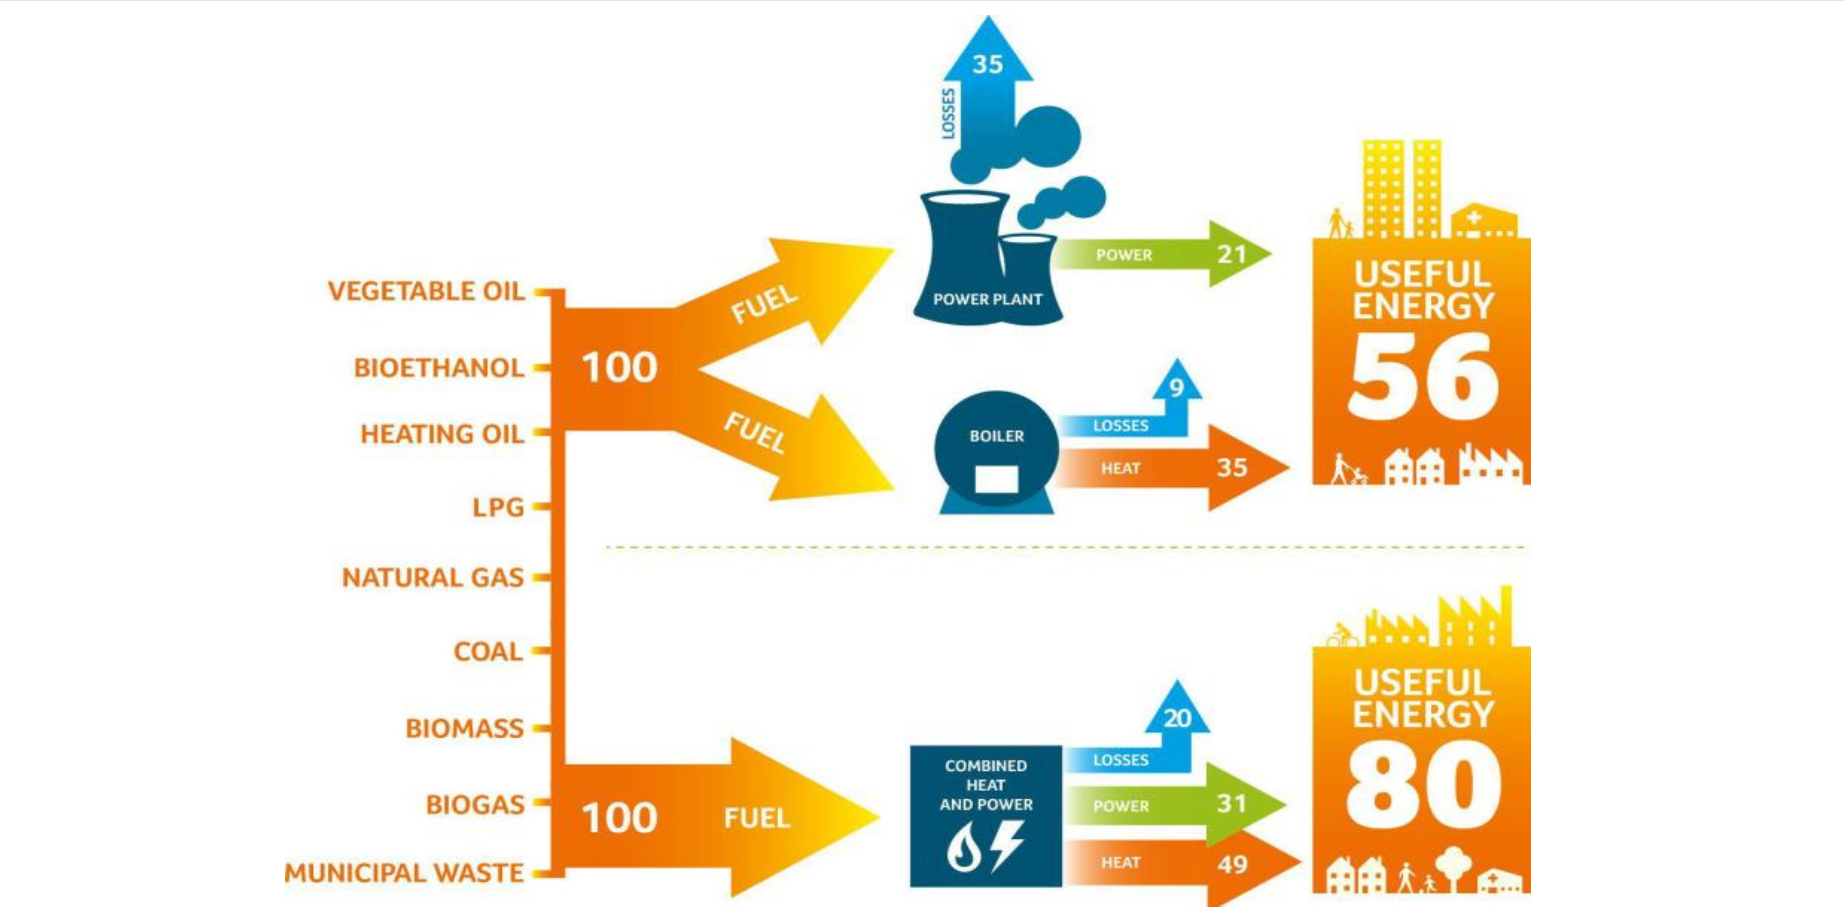 35
LOSSES
POWER PLANT
POWER
21
USEFUL
ENERGY
56
VEGETABLE OIL
BIOETHANOL
HEATING OIL
LPG
NATURAL GAS
COAL
BIOMASS
BIOGAS
MUNICIPAL WASTE
100
FUEL
FUEL
BOILER
9
LOSSES
HEAT
35
100
FUEL
COMBINED
HEAT
AND POWER
20
LOSSES
POWER
31
HEAT
49
USEFUL
ENERGY
80